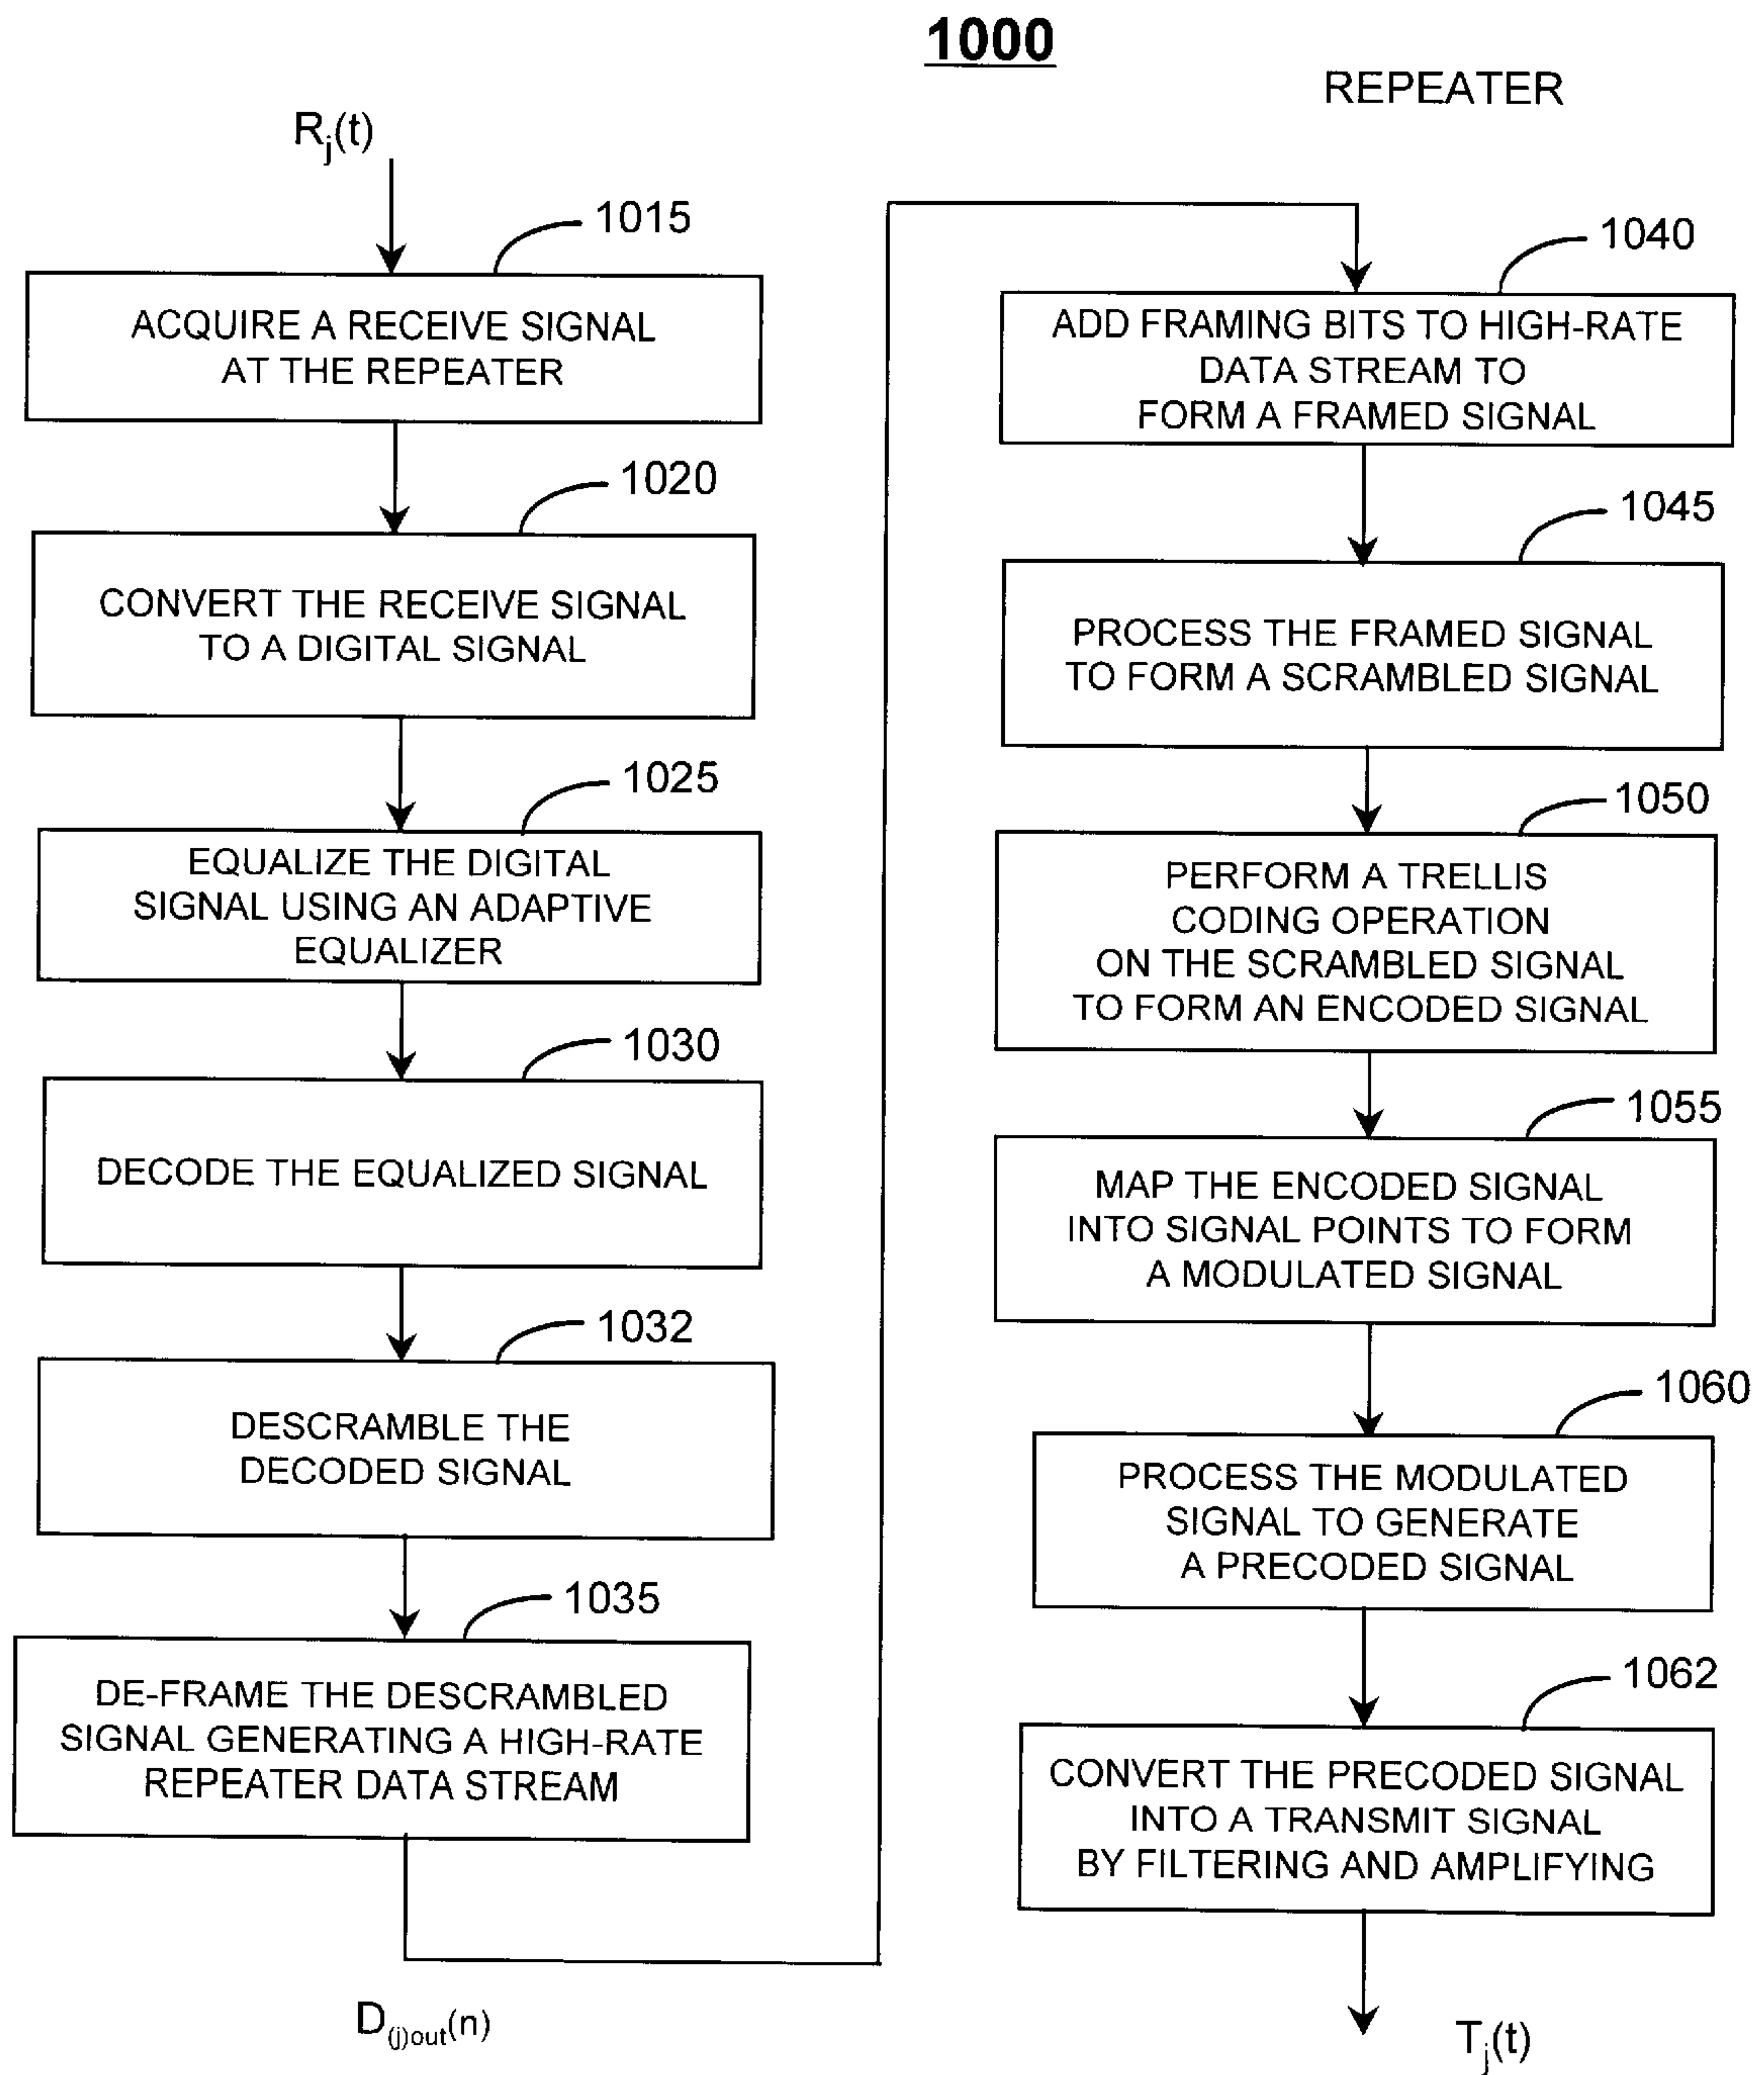 1000
REPEATER
Rj(t)
1015
ACQUIRE A RECEIVE SIGNAL
AT THE REPEATER
1020
CONVERT THE RECEIVE SIGNAL
TO A DIGITAL SIGNAL
1025
EQUALIZE THE DIGITAL
SIGNAL USING AN ADAPTIVE
EQUALIZER
1030
DECODE THE EQUALIZED SIGNAL
1032
DESCRAMBLE THE
DECODED SIGNAL
1035
DE-FRAME THE DESCRAMBLED
SIGNAL GENERATING A HIGH-RATE
REPEATER DATA STREAM
D(j)out(n)
1040
ADD FRAMING BITS TO HIGH-RATE
DATA STREAM TO
FORM A FRAMED SIGNAL
1045
PROCESS THE FRAMED SIGNAL
TO FORM A SCRAMBLED SIGNAL
1050
PERFORM A TRELLIS
CODING OPERATION
ON THE SCRAMBLED SIGNAL
TO FORM AN ENCODED SIGNAL
1055
MAP THE ENCODED SIGNAL
INTO SIGNAL POINTS TO FORM
A MODULATED SIGNAL
1060
PROCESS THE MODULATED
SIGNAL TO GENERATE
A PRECODED SIGNAL
1062
CONVERT THE PRECODED SIGNAL
INTO A TRANSMIT SIGNAL
BY FILTERING AND AMPLIFYING
Tj(t)